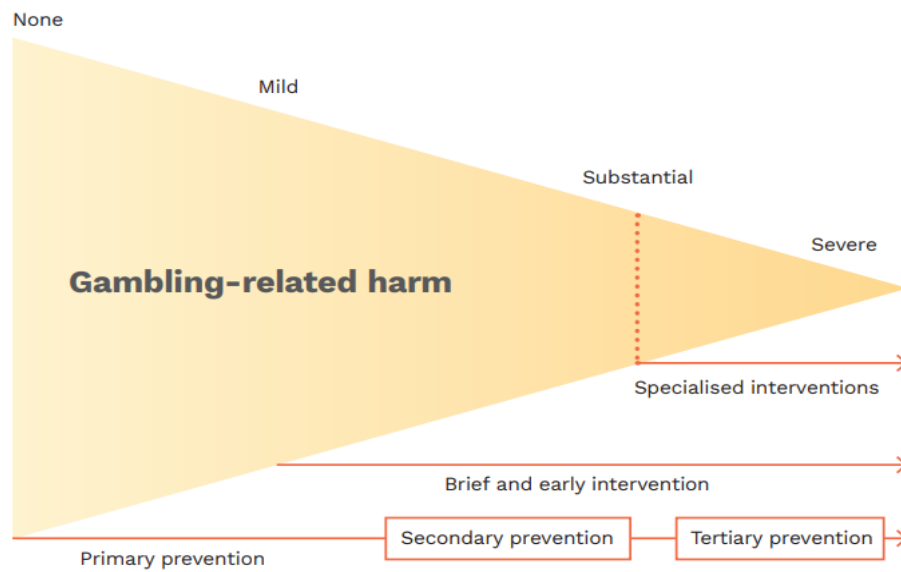 None
Mild
Substantial
Severe
Gambling-related harm
Specialised interventions
Brief and early intervention
Secondary prevention
Tertiary prevention
Primary prevention